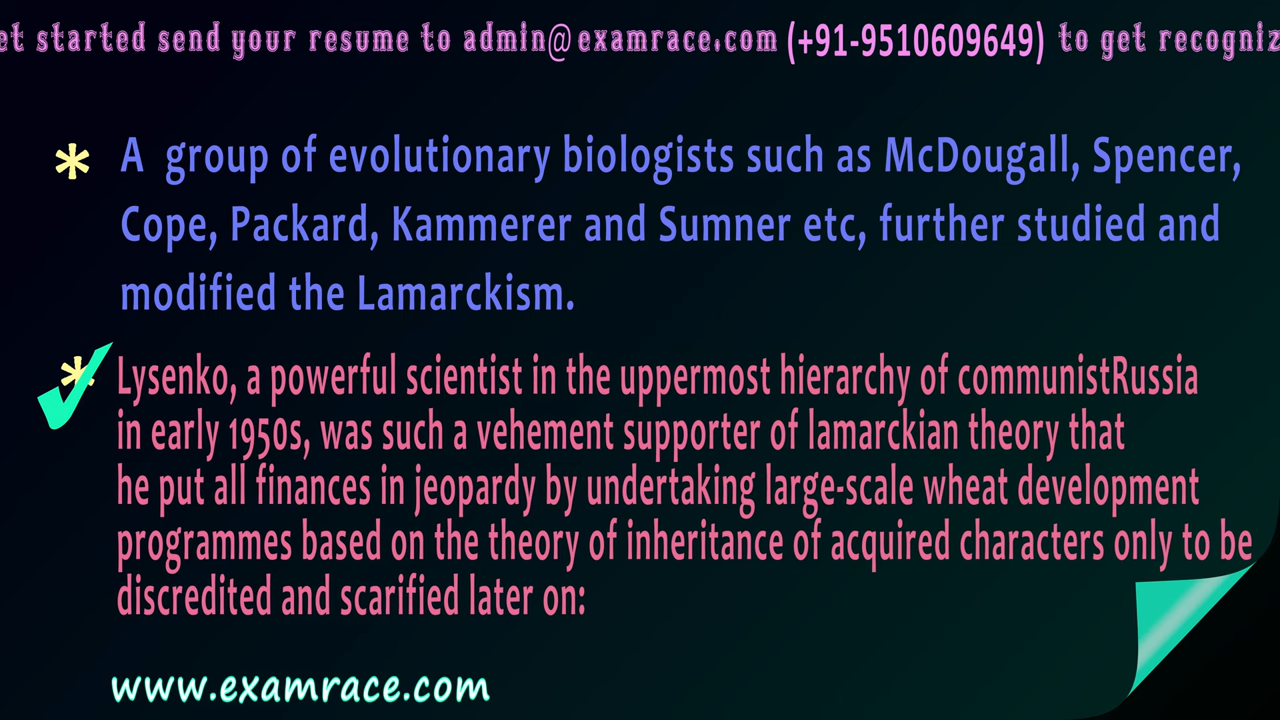 started send your resume to admin@examrace.com (+91-9510609649) to get
* A group of evolutionary biologists such as McDougall, Spencer,
Cope, Packard, Kammerer and Sumner etc, further studied and
modified the Lamarckism.
* Lysenko, a powerful scientist in the uppermost hierarchy of communistRussia
in early 1950s, was such a vehement supporter of lamarckian theory that
he put all finances in jeopardy by undertaking large-scale wheat development
programmes based on the theory of inheritance of acquired characters only to be
discredited and scarified later on:
www.examrace.com